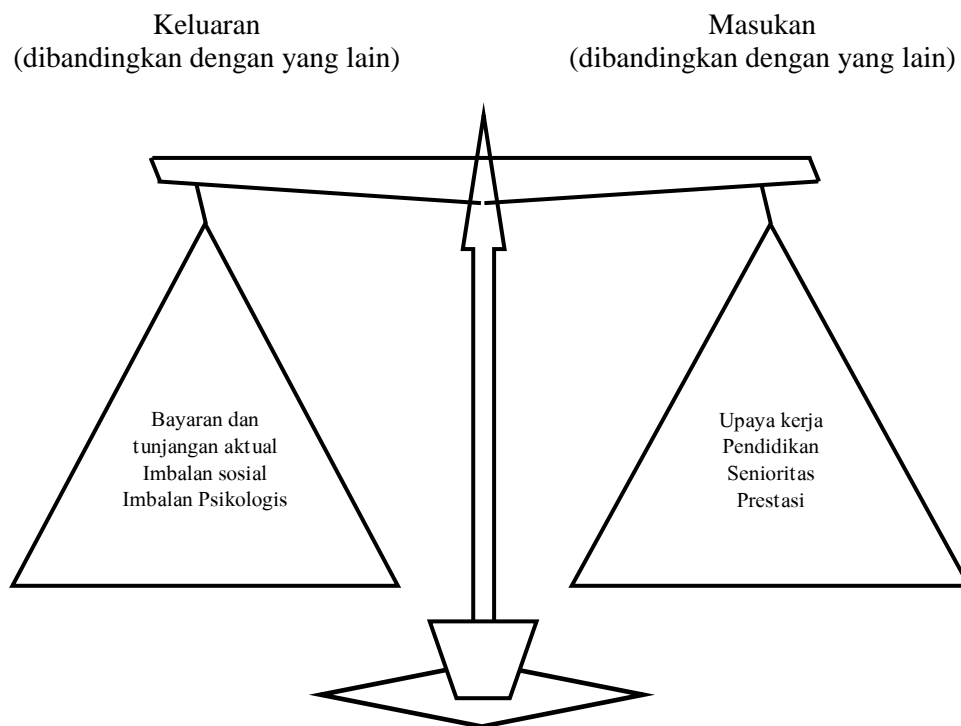 Keluaran
(dibandingkan dengan yang lain)
Masukan
(dibandingkan dengan yang lain)
Bayaran dan
tunjangan aktual
Imbalan sosial
Imbalan Psikologis
Upaya kerja
Pendidikan
Senioritas
Prestasi